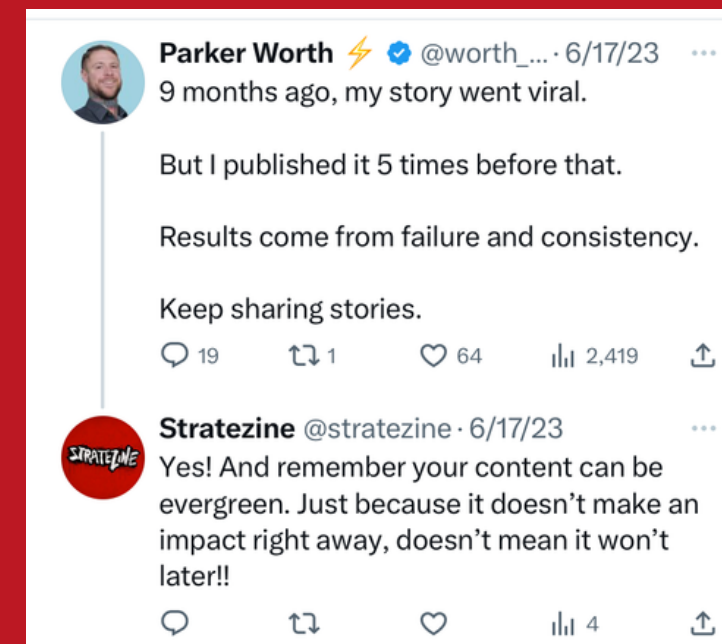 Parker Worth ⚡ @worth_... · 6/17/23
9 months ago, my story went viral.
But I published it 5 times before that.
Results come from failure and consistency.
Keep sharing stories.
19 1 64 2,419
STRATEZINE
Stratezine @stratezine · 6/17/23
Yes! And remember your content can be
evergreen. Just because it doesn’t make an
impact right away, doesn’t mean it won’t
later!!
4